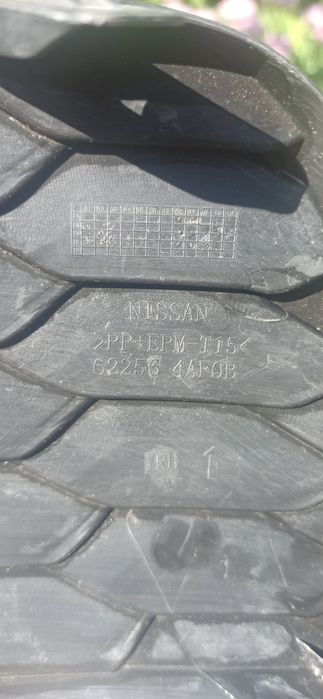 NISSAN
>PP+EPM-T15<
62256 4AF0B
RH ↑